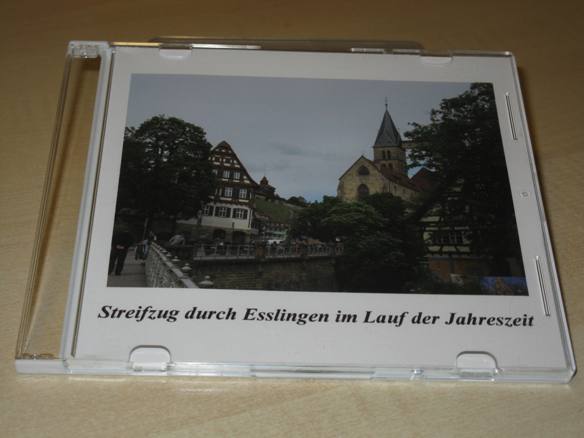 Streifzug durch Esslingen im Lauf der Jahreszeit